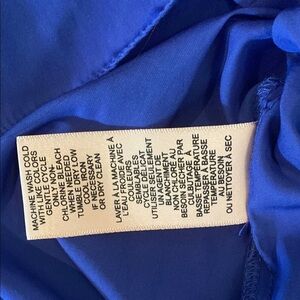 MACHINE WASH COLD
WITH LIKE COLORS
GENTLE CYCLE
ONLY NON-
CHLORINE BLEACH
WHEN NEEDED
TUMBLE DRY LOW
IF NECESSARY
OR DRY CLEAN
LAVER À LA MACHINE À
L'EAU FROIDE AVEC
COULEURS
SEMBLABLES
CYCLE DÉLICAT
UTILISER SEULEMENT
UN AGENT DE
BLANCHIMENT
NON CHLORÉ AU
BESOIN SÉCHER PAR
CULBUTAGE À
BASSE TEMPÉRATURE
REPASSER À BASSE
TEMPÉRATURE
AU BESOIN
OU NETTOYER À SEC